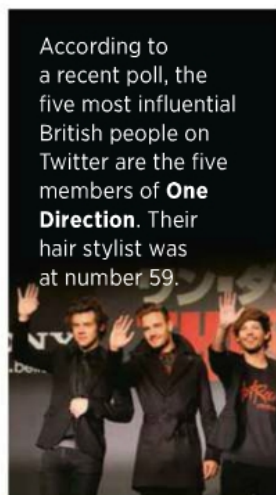 According to
a recent poll, the
five most influential
British people on
Twitter are the five
members of One
Direction. Their
hair stylist was
at number 59.